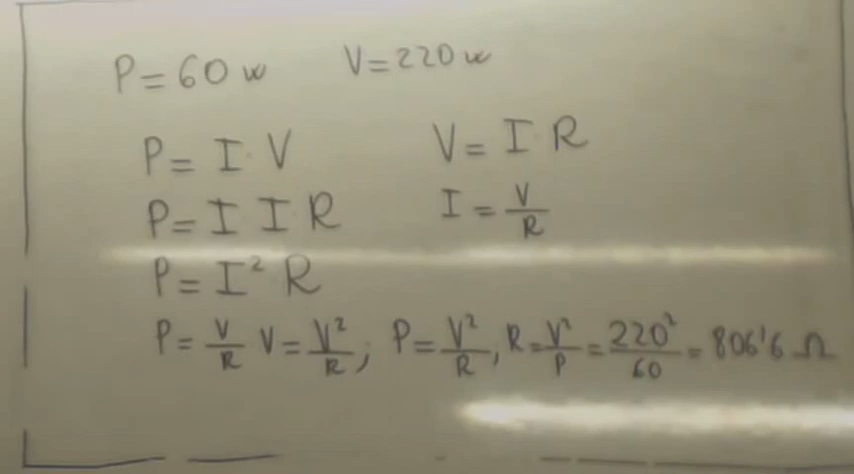 P = 60 w V = 220 w
P = I · V V = I · R
P = I I R I = V/R
P = I² R
P = V/R V = V²/R ; P = V²/R , R = V²/P = 220²/60 = 806'6 Ω